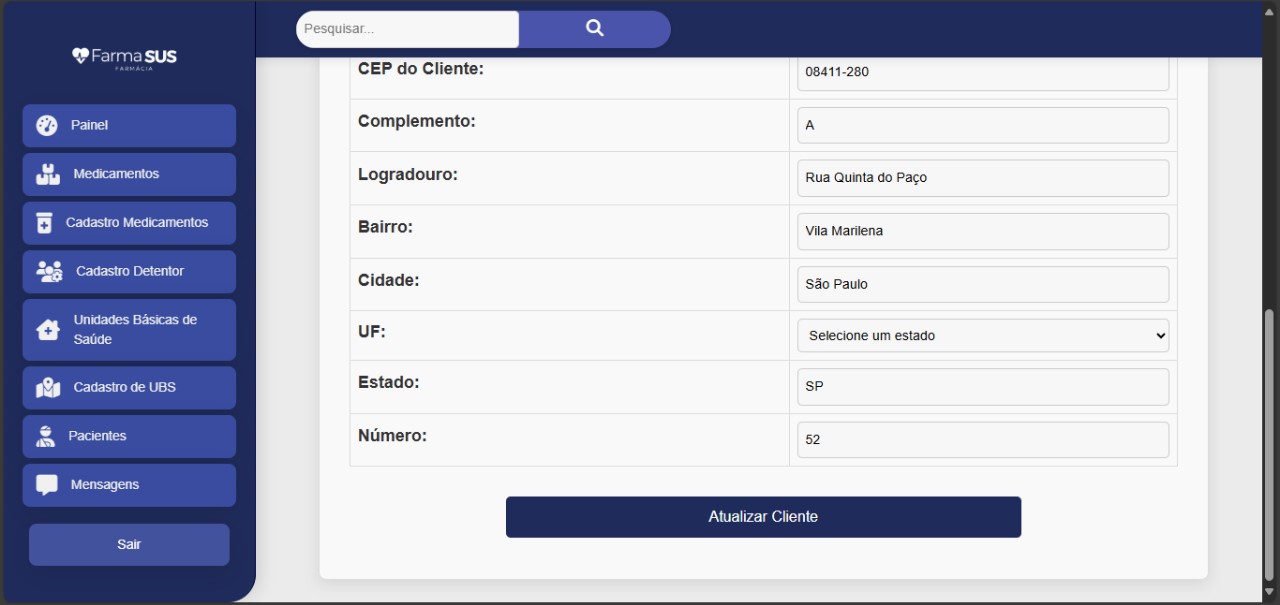 Farma SUS
FARMÁCIA
Painel
Medicamentos
Cadastro Medicamentos
Cadastro Detentor
Unidades Básicas de
Saúde
Cadastro de UBS
Pacientes
Mensagens
Sair
Pesquisar...
CEP do Cliente:
08411-280
Complemento:
A
Logradouro:
Rua Quinta do Paço
Bairro:
Vila Marilena
Cidade:
São Paulo
UF:
Selecione um estado
Estado:
SP
Número:
52
Atualizar Cliente